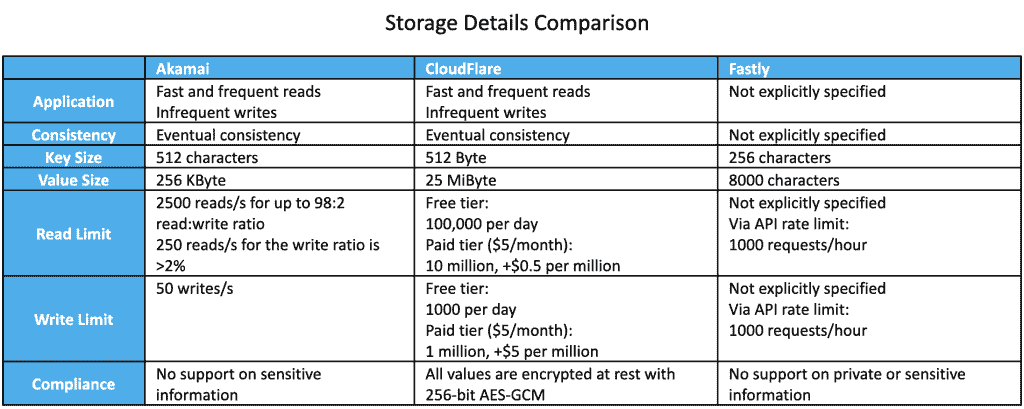 Storage Details Comparison
Akamai CloudFlare Fastly
Application
Fast and frequent reads
Infrequent writes
Fast and frequent reads
Infrequent writes
Not explicitly specified
Consistency
Eventual consistency
Eventual consistency
Not explicitly specified
Key Size
512 characters
512 Byte
256 characters
Value Size
256 KByte
25 MiByte
8000 characters
Read Limit
2500 reads/s for up to 98:2
read:write ratio
250 reads/s for the write ratio is
>2%
Free tier:
100,000 per day
Paid tier ($5/month):
10 million, +$0.5 per million
Not explicitly specified
Via API rate limit:
1000 requests/hour
Write Limit
50 writes/s
Free tier:
1000 per day
Paid tier ($5/month):
1 million, +$5 per million
Not explicitly specified
Via API rate limit:
1000 requests/hour
Compliance
No support on sensitive
information
All values are encrypted at rest with
256-bit AES-GCM
No support on private or sensitive
information